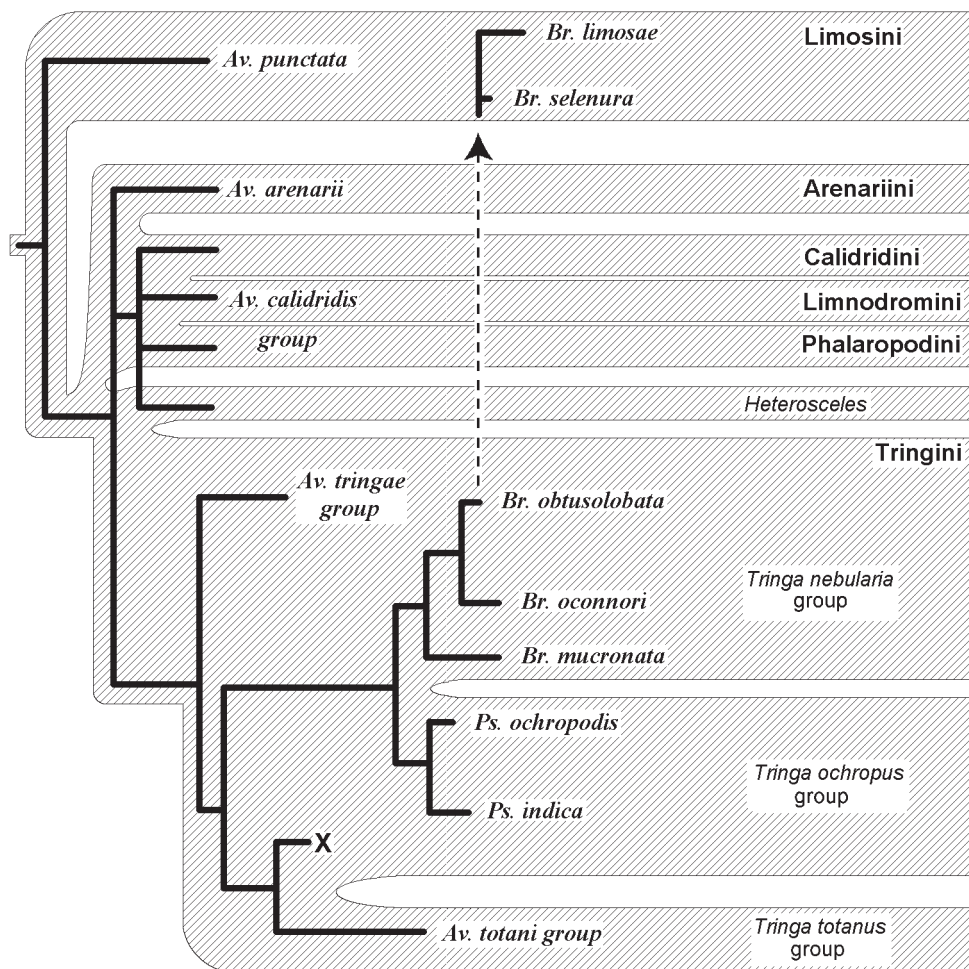 Br. limosae
Limosini
Av. punctata
Br. selenura
Av. arenarii
Arenariini
Calidridini
Av. calidridis
group
Limnodromini
Phalaropodini
Heterosceles
Tringini
Av. tringae
group
Br. obtusolobata
Tringa nebularia
group
Br. oconnori
Br. mucronata
Ps. ochropodis
Tringa ochropus
group
Ps. indica
X
Av. totani group
Tringa totanus
group